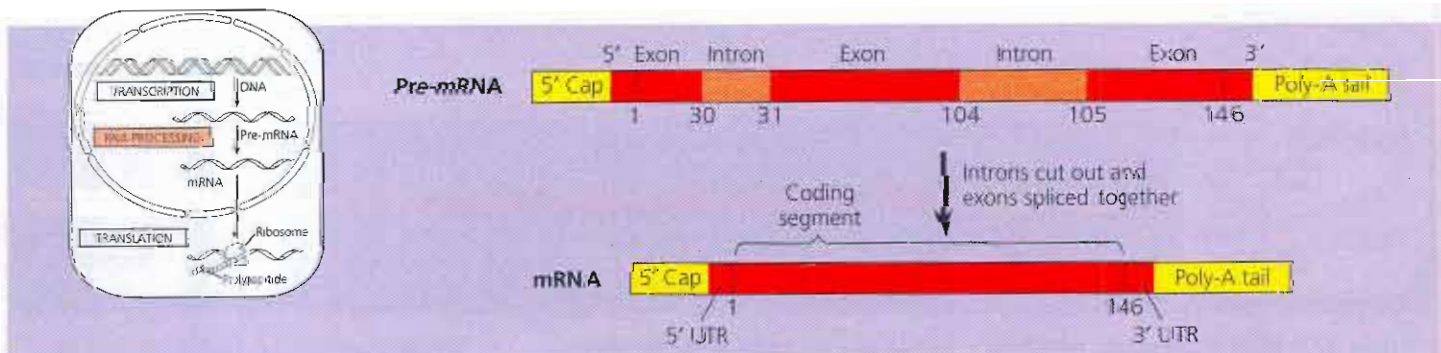 TRANSCRIPTION
DNA
RNA PROCESSING
Pre-mRNA
mRNA
TRANSLATION
Ribosome
Polypeptide
5′ Exon Intron Exon Intron Exon 3′
Pre-mRNA 5′ Cap Poly-A tail
1 30 31 104 105 146
Introns cut out and
exons spliced together
Coding
segment
mRNA 5′ Cap Poly-A tail
1 146
5′ UTR 3′ UTR